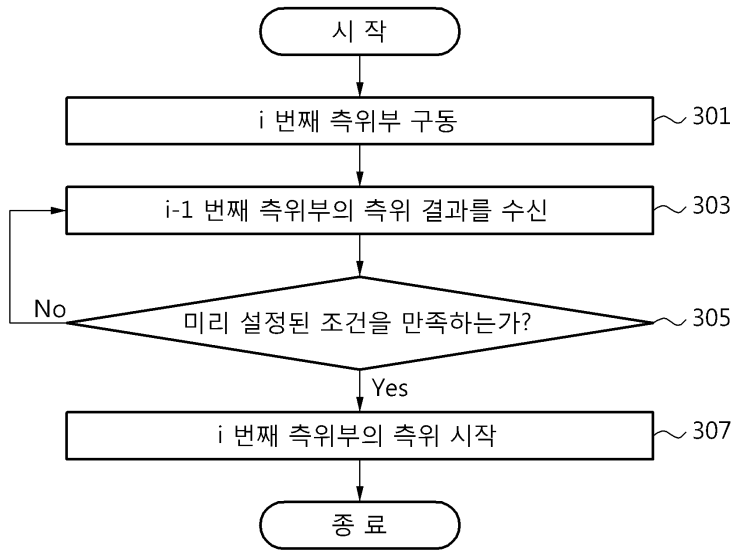 시 작
i 번째 측위부 구동
301
i-1 번째 측위부의 측위 결과를 수신
303
미리 설정된 조건을 만족하는가?
305
No
Yes
i 번째 측위부의 측위 시작
307
종 료